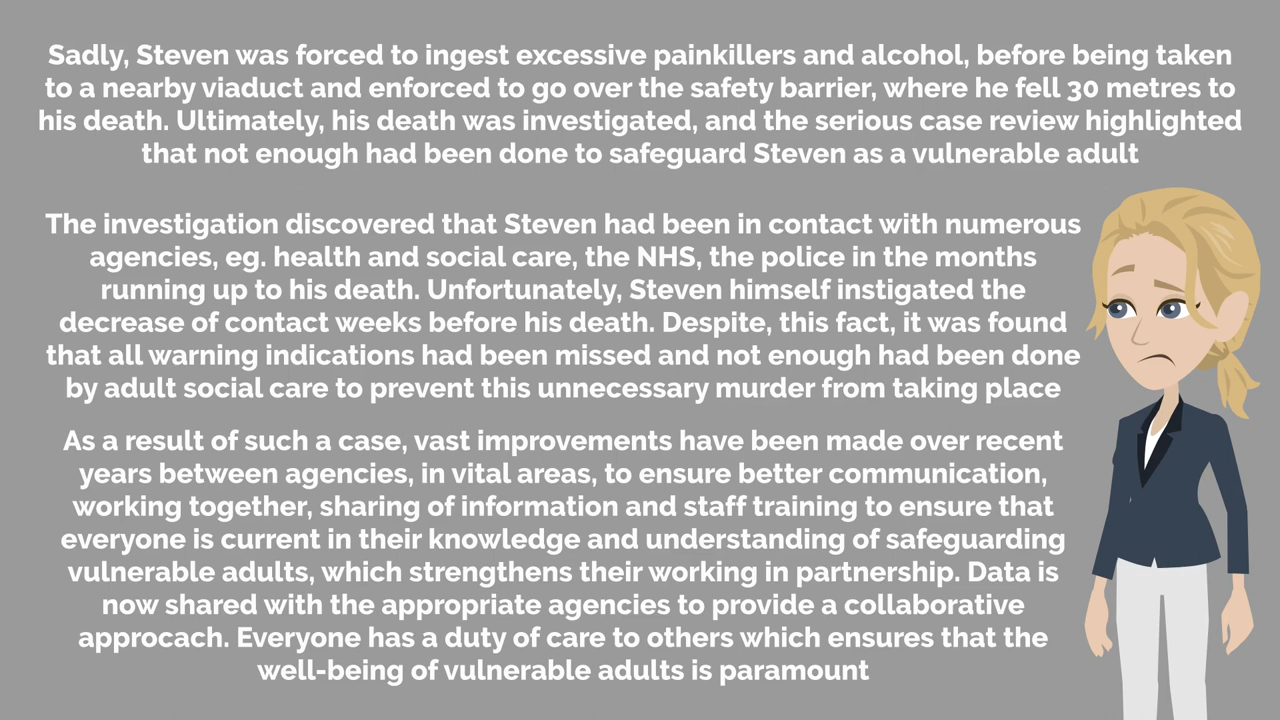 Sadly, Steven was forced to ingest excessive painkillers and alcohol, before being taken
to a nearby viaduct and enforced to go over the safety barrier, where he fell 30 metres to
his death. Ultimately, his death was investigated, and the serious case review highlighted
that not enough had been done to safeguard Steven as a vulnerable adult
The investigation discovered that Steven had been in contact with numerous
agencies, eg. health and social care, the NHS, the police in the months
running up to his death. Unfortunately, Steven himself instigated the
decrease of contact weeks before his death. Despite, this fact, it was found
that all warning indications had been missed and not enough had been done
by adult social care to prevent this unnecessary murder from taking place
As a result of such a case, vast improvements have been made over recent
years between agencies, in vital areas, to ensure better communication,
working together, sharing of information and staff training to ensure that
everyone is current in their knowledge and understanding of safeguarding
vulnerable adults, which strengthens their working in partnership. Data is
now shared with the appropriate agencies to provide a collaborative
approcach. Everyone has a duty of care to others which ensures that the
well-being of vulnerable adults is paramount